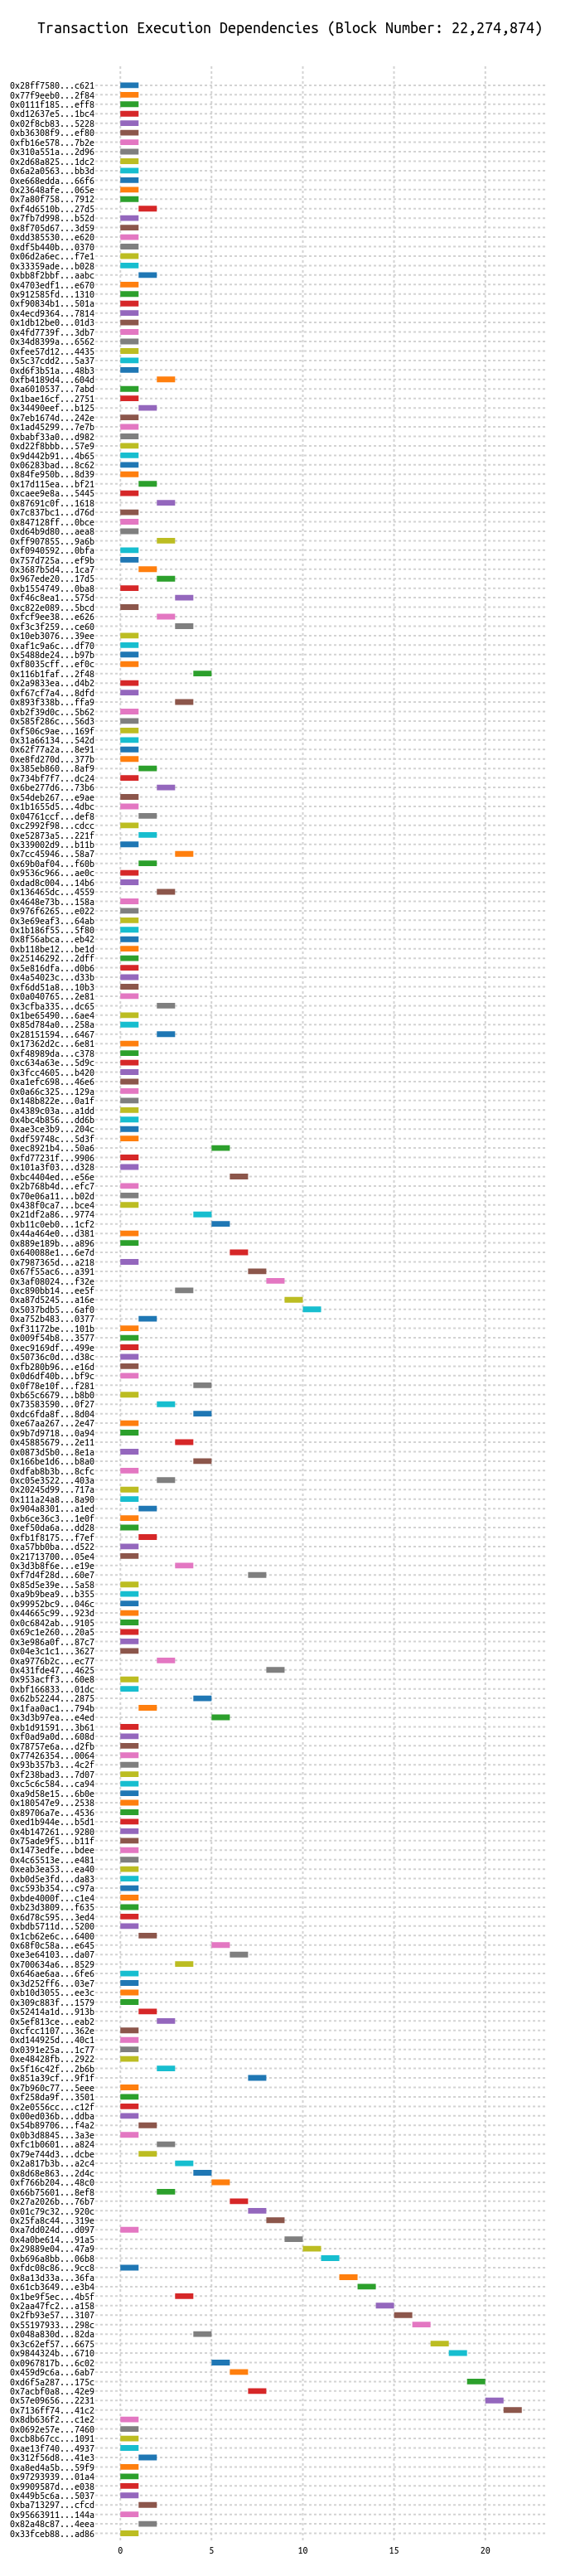 Transaction Execution Dependencies (Block Number: 22,274,874)
0x28ff7580...c621
0x77f9eeb0...2f84
0x0111f185...eff8
0xd12637e5...1bc4
0x02f8cb83...5228
0xb36308f9...ef80
0xfb16e578...7b2e
0x310a551a...2d96
0x2d68a825...1dc2
0x6a2a0563...bb3d
0xe668edda...66f6
0x23648afe...065e
0x7a80f758...7912
0xf4d6510b...27d5
0x7fb7d998...b52d
0x8f705d67...3d59
0xdd385530...e620
0xdf5b440b...0370
0x06d2a6ec...f7e1
0x33359ade...b028
0xbb8f2bbf...aabc
0x4703edf1...e670
0x912585fd...1310
0xf90834b1...501a
0x4ecd9364...7814
0x1db12be0...01d3
0x4fd7739f...3db7
0x34d8399a...6562
0xfee57d12...4435
0x5c37cdd2...5a37
0xd6f3b51a...48b3
0xfb4189d4...604d
0xa6010537...7abd
0x1bae16cf...2751
0x34490eef...b125
0x7eb1674d...242e
0x1ad45299...7e7b
0xbabf33a0...d982
0xd22f8bbb...57e9
0x9d442b91...4b65
0x06283bad...8c62
0x84fe950b...8d39
0x17d115ea...bf21
0xcaee9e8a...5445
0x87691c0f...1618
0x7c837bc1...d76d
0x847128ff...0bce
0xd64b9d80...aea8
0xff907855...9a6b
0xf0940592...0bfa
0x757d725a...ef9b
0x3687b5d4...1ca7
0x967ede20...17d5
0xb1554749...0ba8
0xf46c8ea1...575d
0xc822e089...5bcd
0xfcf9ee38...e626
0xf3c3f259...ce60
0x10eb3076...39ee
0xaf1c9a6c...df70
0x5488de24...b97b
0xf8035cff...ef0c
0x116b1faf...2f48
0x2a9833ea...d4b2
0xf67cf7a4...8dfd
0x893f338b...ffa9
0xb2f39d0c...5b62
0x585f286c...56d3
0xf506c9ae...169f
0x31a66134...542d
0x62f77a2a...8e91
0xe8fd270d...377b
0x385eb860...8af9
0x734bf7f7...dc24
0x6be277d6...73b6
0x54deb267...e9ae
0x1b1655d5...4dbc
0x04761ccf...def8
0xc2992f98...cdcc
0xe52873a5...221f
0x339002d9...b11b
0x7cc45946...58a7
0x69b0af04...f60b
0x9536c966...ae0c
0xdad8c004...14b6
0x136465dc...4559
0x4648e73b...158a
0x976f6265...e022
0x3e69eaf3...64ab
0x1b186f55...5f80
0x8f56abca...eb42
0xb118be12...be1d
0x25146292...2dff
0x5e816dfa...d0b6
0x4a54023c...d33b
0xf6dd51a8...10b3
0x0a040765...2e81
0x3cfba335...dc65
0x1be65490...6ae4
0x85d784a0...258a
0x28151594...6467
0x17362d2c...6e81
0xf48989da...c378
0xc634a63e...5d9c
0x3fcc4605...b420
0xa1efc698...46e6
0x0a66c325...129a
0x148b822e...0a1f
0x4389c03a...a1dd
0x4bc4b856...dd6b
0xae3ce3b9...204c
0xdf59748c...5d3f
0xec8921b4...50a6
0xfd77231f...9906
0x101a3f03...d328
0xbc4404ed...e56e
0x2b768b4d...efc7
0x70e06a11...b02d
0x438f0ca7...bce4
0x21df2a86...9774
0xb11c0eb0...1cf2
0x44a464e0...d381
0x889e189b...a896
0x640088e1...6e7d
0x7987365d...a218
0x67f55ac6...a391
0x3af08024...f32e
0xc890bb14...ee5f
0xa87d5245...a16e
0x5037bdb5...6af0
0xa752b483...0377
0xf31172be...101b
0x009f54b8...3577
0xec9169df...499e
0x50736c0d...d38c
0xfb280b96...e16d
0x0d6df40b...bf9c
0x0f78e10f...f281
0xb65c6679...b8b0
0x73583590...0f27
0xdc6fda8f...8d04
0xe67aa267...2e47
0x9b7d9718...0a94
0x45885679...2e11
0x0873d5b0...8e1a
0x166be1d6...b8a0
0xdfab8b3b...8cfc
0xc05e3522...403a
0x20245d99...717a
0x111a24a8...8a90
0x904a8301...a1ed
0xb6ce36c3...1e0f
0xef50da6a...dd28
0xfb1f8175...f7ef
0xa57bb0ba...d522
0x21713700...05e4
0x3d3b8f6e...e19e
0xf7d4f28d...60e7
0x85d5e39e...5a58
0xa9b9bea9...b355
0x99952bc9...046c
0x44665c99...923d
0x0c6842ab...9105
0x69c1e260...20a5
0x3e986a0f...87c7
0x04e3c1c1...3627
0xa9776b2c...ec77
0x431fde47...4625
0x953acff3...60e8
0xbf166833...01dc
0x62b52244...2875
0x1faa0ac1...794b
0x3d3b97ea...e4ed
0xb1d91591...3b61
0xf0ad9a0d...608d
0x78757e6a...d2fb
0x77426354...0064
0x93b357b3...4c2f
0xf238bad3...7d07
0xc5c6c584...ca94
0xa9d58e15...6b0e
0x180547e9...2538
0x89706a7e...4536
0xed1b944e...b5d1
0x4b147261...9280
0x75ade9f5...b11f
0x1473edfe...bdee
0x4c65513e...e481
0xeab3ea53...ea40
0xb0d5e3fd...da83
0xc593b354...c97a
0xbde4000f...c1e4
0xb23d3809...f635
0x6d78c595...3ed4
0xbdb5711d...5200
0x1cb62e6c...6400
0x68f0c58a...e645
0xe3e64103...da07
0x700634a6...8529
0x646ae6aa...6fe6
0x3d252ff6...03e7
0xb10d3055...ee3c
0x309c883f...1579
0x52414a1d...913b
0x5ef813ce...eab2
0xcfcc1107...362e
0xd144925d...40c1
0x0391e25a...1c77
0xe48428fb...2922
0x5f16c42f...2b6b
0x851a39cf...9f1f
0x7b960c77...5eee
0xf258da9f...3501
0x2e0556cc...c12f
0x00ed036b...ddba
0x54b89706...f4a2
0x0b3d8845...3a3e
0xfc1b0601...a824
0x79e744d3...dcbe
0x2a817b3b...a2c4
0x8d68e863...2d4c
0xf766b204...48c0
0x66b75601...8ef8
0x27a2026b...76b7
0x01c79c32...920c
0x25fa8c44...319e
0xa7dd024d...d097
0x4a0be614...91a5
0x29889e04...47a9
0xb696a8bb...06b8
0xfdc08c86...9cc8
0x8a13d33a...36fa
0x61cb3649...e3b4
0x1be9f5ec...4b5f
0x2aa47fc2...a158
0x2fb93e57...3107
0x55197933...298c
0x048a830d...82da
0x3c62ef57...6675
0x9844324b...6710
0x0967817b...6c02
0x459d9c6a...6ab7
0xd6f5a287...175c
0x7acbf0a8...42e9
0x57e09656...2231
0x7136ff74...41c2
0x8db636f2...c1e2
0x0692e57e...7460
0xcb8b67cc...1091
0xae13f740...4937
0x312f56d8...41e3
0xa8ed4a5b...59f9
0x97293939...01a4
0x9909587d...e038
0x449b5c6a...5037
0xba713297...cfcd
0x95663911...144a
0x82a48c87...4eea
0x33fceb88...ad86
0 5 10 15 20